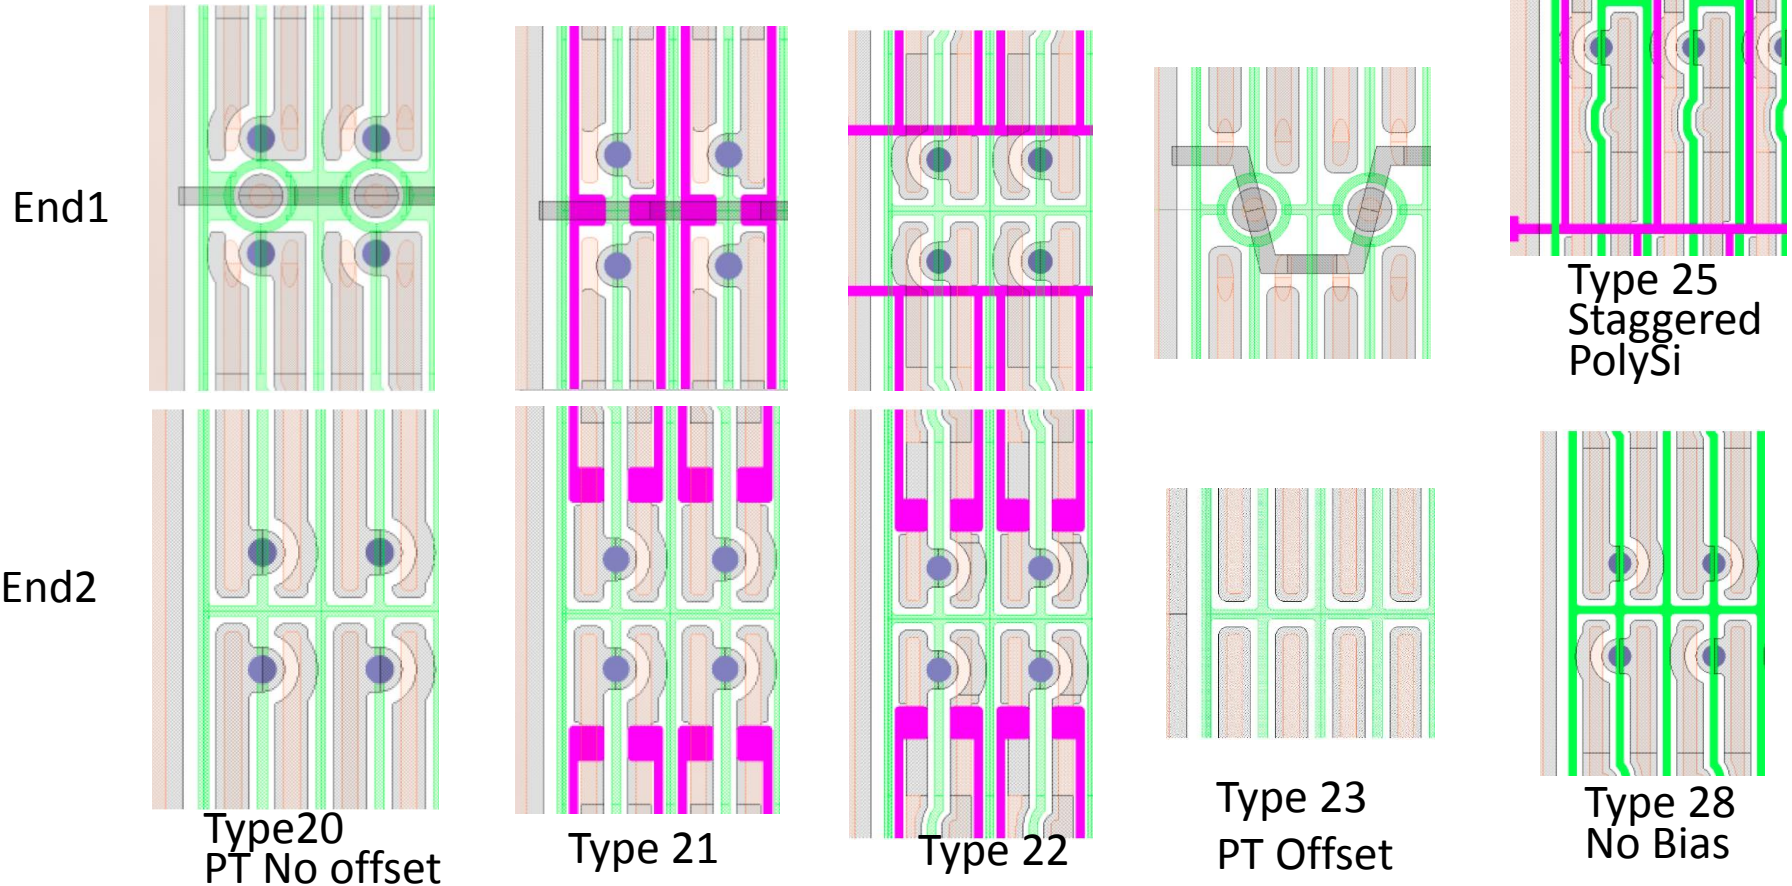 End1
Type 25
Staggered
PolySi
End2
Type20
PT No offset
Type 21
Type 22
Type 23
PT Offset
Type 28
No Bias